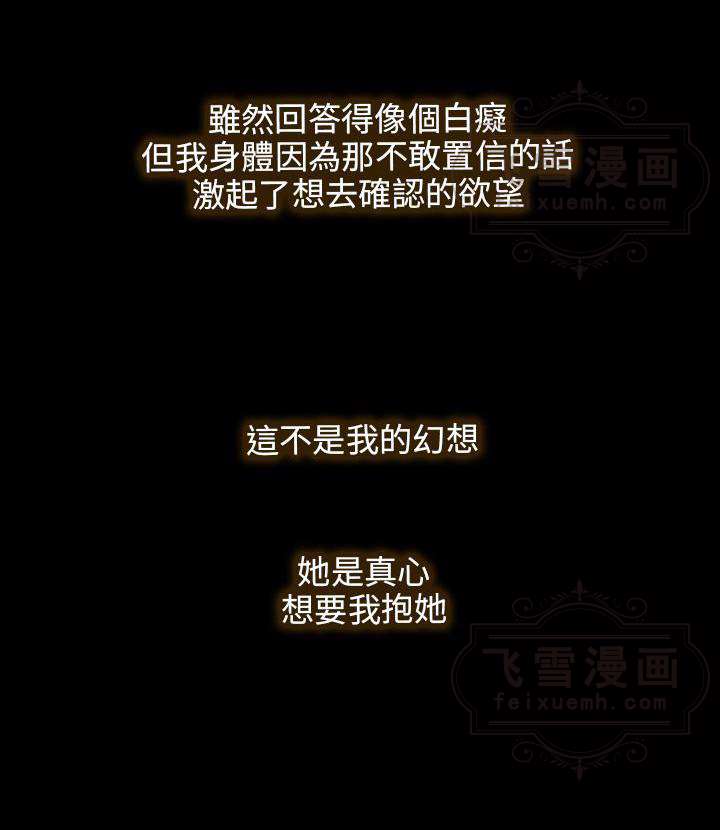 雖然回答得像個白癡
但我身體因為那不敢置信的話
激起了想去確認的欲望
飞雪漫画
feixuemh.com
這不是我的幻想
她是真心
想要我抱她
飞雪漫画
feixuemh.com